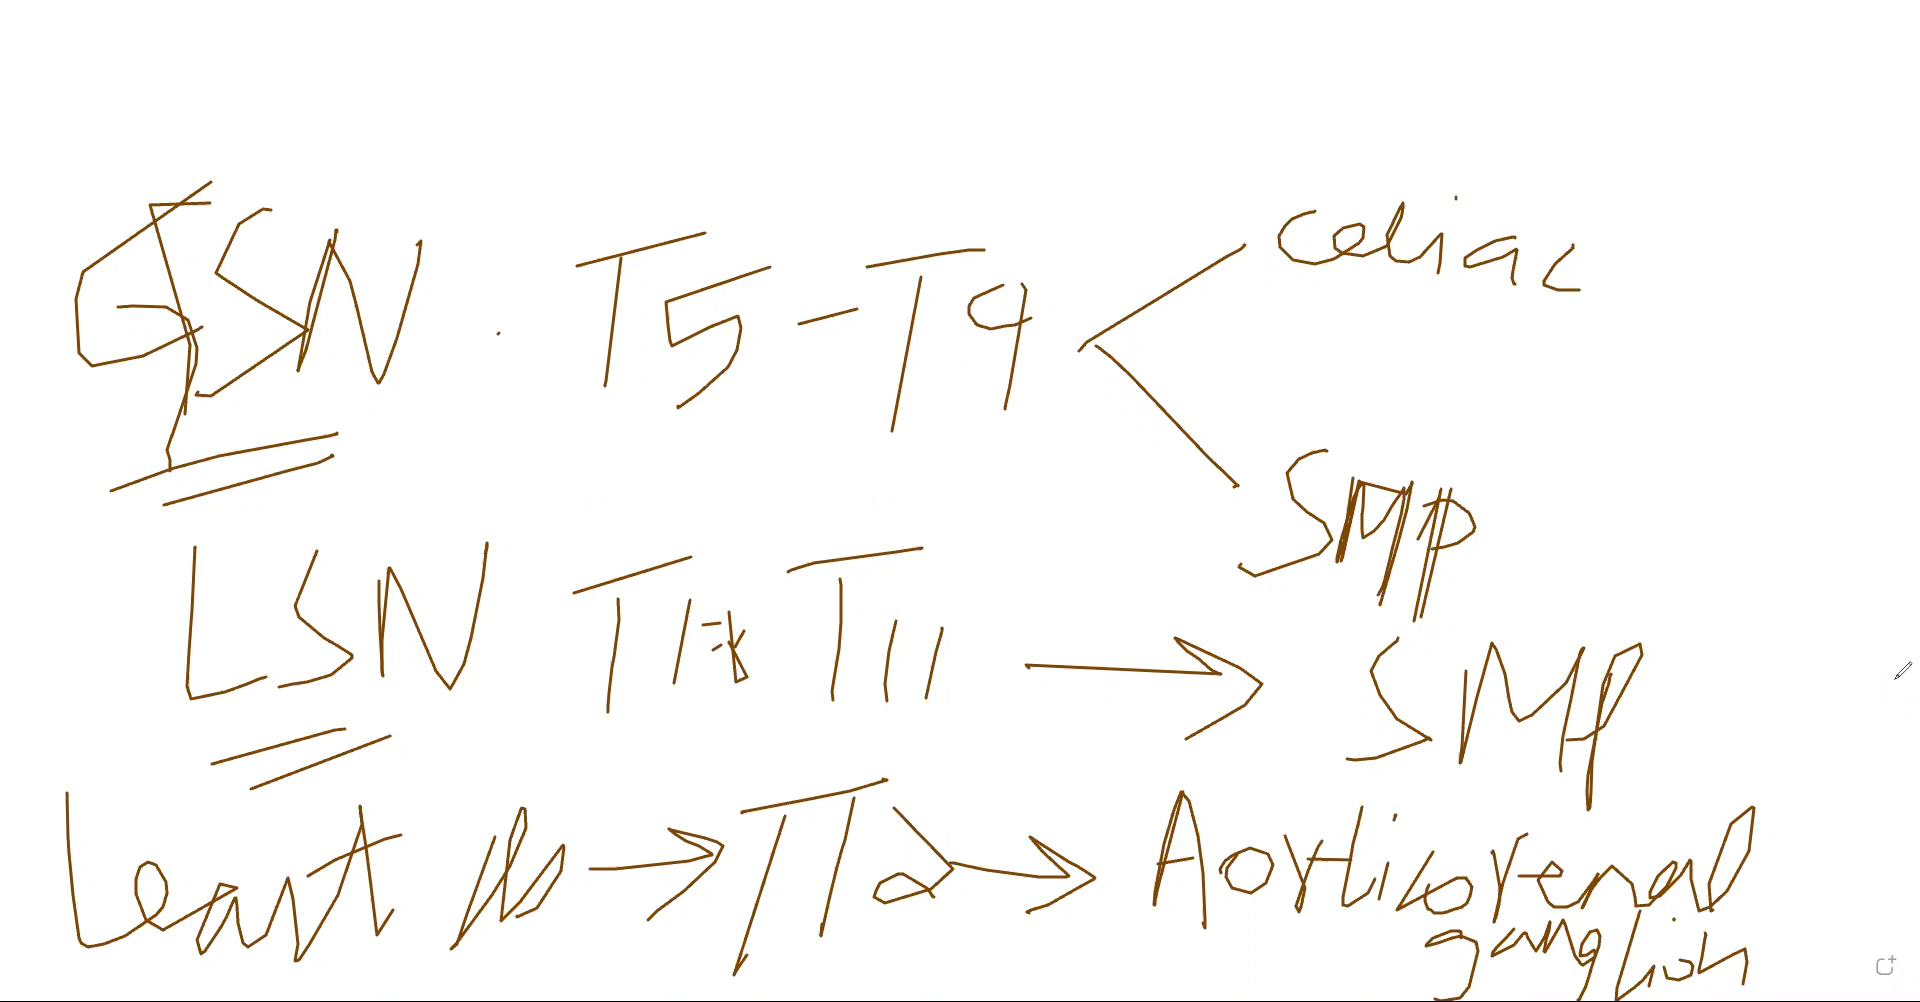 GSN T5-T9
celiac
SMP
LSN T10 T11 → SMP
Least → T12 → Aorticorenal
ganglion